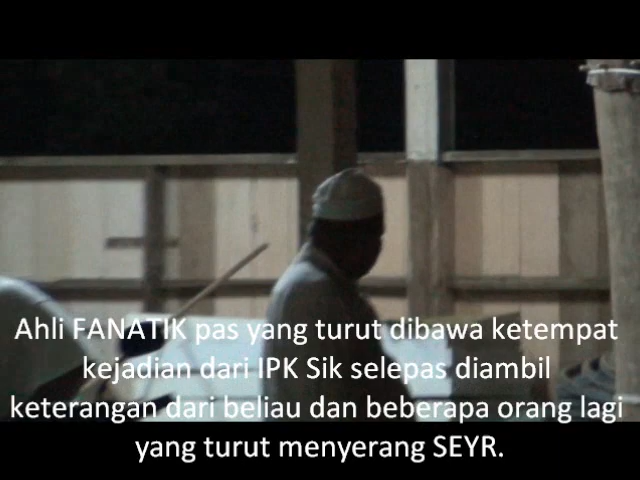 Ahli FANATIK pas yang turut dibawa ketempat
kejadian dari IPK Sik selepas diambil
keterangan dari beliau dan beberapa orang lagi
yang turut menyerang SEYR.